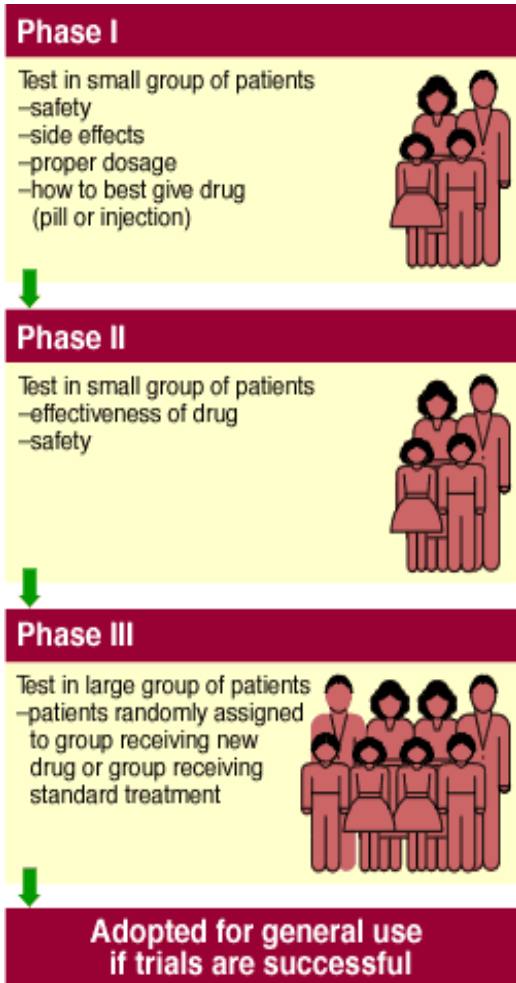 Phase I
Test in small group of patients
–safety
–side effects
–proper dosage
–how to best give drug
(pill or injection)
Phase II
Test in small group of patients
–effectiveness of drug
–safety
Phase III
Test in large group of patients
–patients randomly assigned
to group receiving new
drug or group receiving
standard treatment
Adopted for general use
if trials are successful